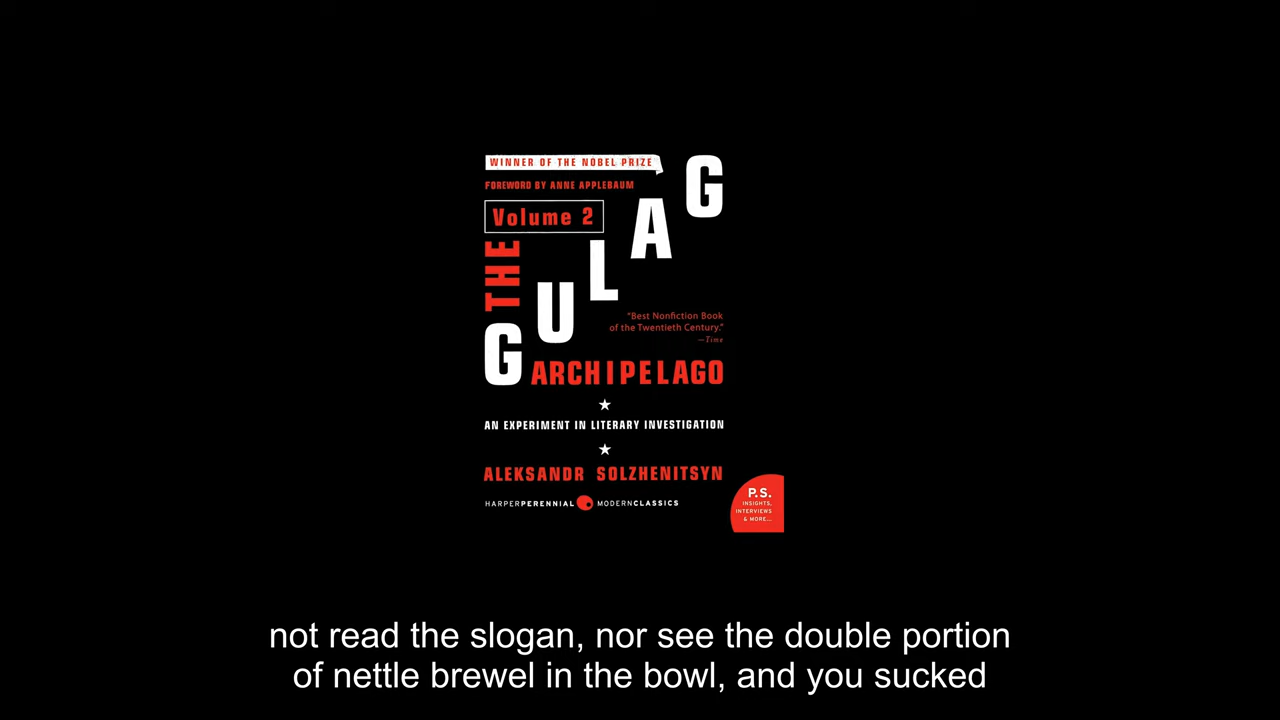 WINNER OF THE NOBEL PRIZE
FOREWORD BY ANNE APPLEBAUM
Volume 2
THE
GULAG
"Best Nonfiction Book
of the Twentieth Century."
—Time
ARCHIPELAGO
AN EXPERIMENT IN LITERARY INVESTIGATION
ALEKSANDR SOLZHENITSYN
HARPERPERENNIAL MODERNCLASSICS
P.S.
INSIGHTS,
INTERVIEWS
& MORE...
not read the slogan, nor see the double portion
of nettle brewel in the bowl, and you sucked